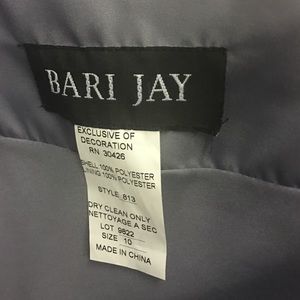 BARI JAY
EXCLUSIVE OF
DECORATION
RN 30426
SHELL 100% POLYESTER
LINING 100% POLYESTER
STYLE 813
DRY CLEAN ONLY
NETTOYAGE A SEC
LOT 9822
SIZE 10
MADE IN CHINA